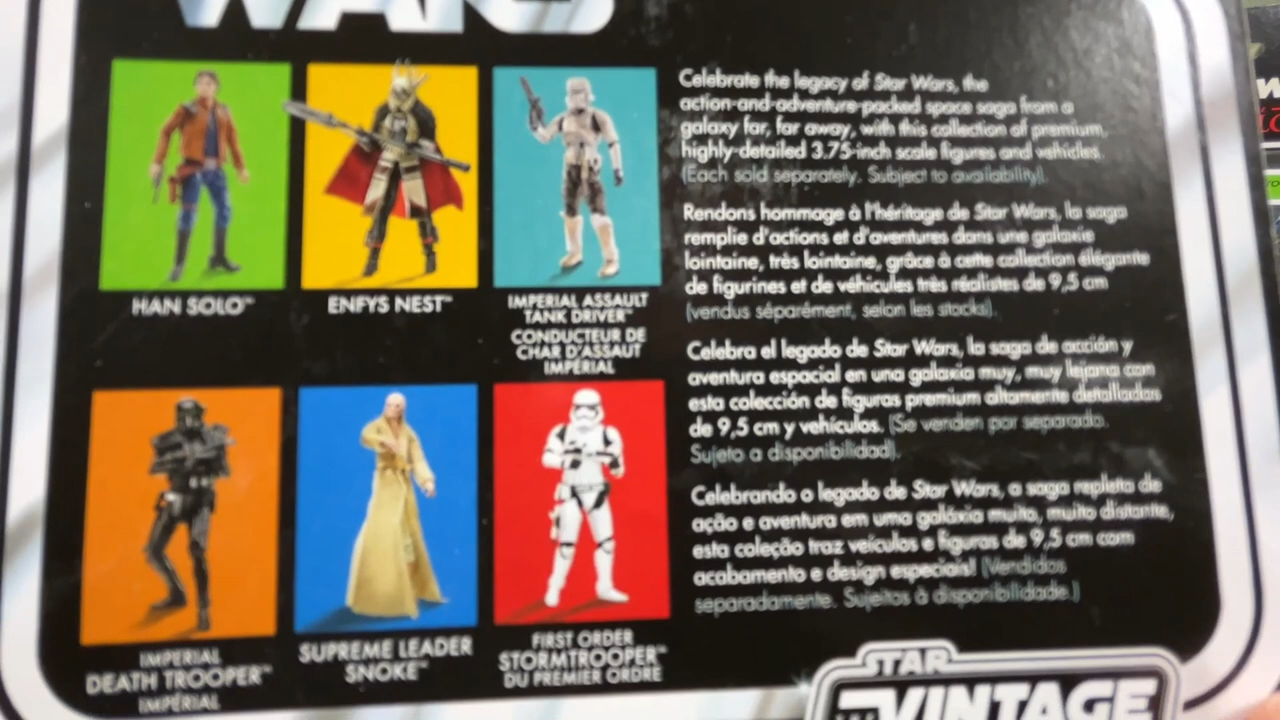 WARS
HAN SOLO™
ENFYS NEST™
IMPERIAL ASSAULT
TANK DRIVER™
CONDUCTEUR DE
CHAR D'ASSAUT
IMPÉRIAL
IMPERIAL
DEATH TROOPER™
IMPÉRIAL
SUPREME LEADER
SNOKE™
FIRST ORDER
STORMTROOPER™
DU PREMIER ORDRE
Celebrate the legacy of Star Wars, the
action-and-adventure-packed space saga from a
galaxy far, far away, with this collection of premium,
highly-detailed 3.75-inch scale figures and vehicles.
(Each sold separately. Subject to availability).
Rendons hommage à l'héritage de Star Wars, la saga
remplie d'actions et d'aventures dans une galaxie
lointaine, très lointaine, grâce à cette collection élégante
de figurines et de véhicules très réalistes de 9,5 cm
(vendus séparément, selon les stocks).
Celebra el legado de Star Wars, la saga de acción y
aventura espacial en una galaxia muy, muy lejana con
esta colección de figuras premium altamente detalladas
de 9,5 cm y vehículos. (Se venden por separado.
Sujeto a disponibilidad).
Celebrando o legado de Star Wars, a saga repleta de
ação e aventura em uma galáxia muito, muito distante,
esta coleção traz veículos e figuras de 9,5 cm com
acabamento e design especiais! (Vendidos
separadamente. Sujeitos à disponibilidade.)
STAR
VINTAGE